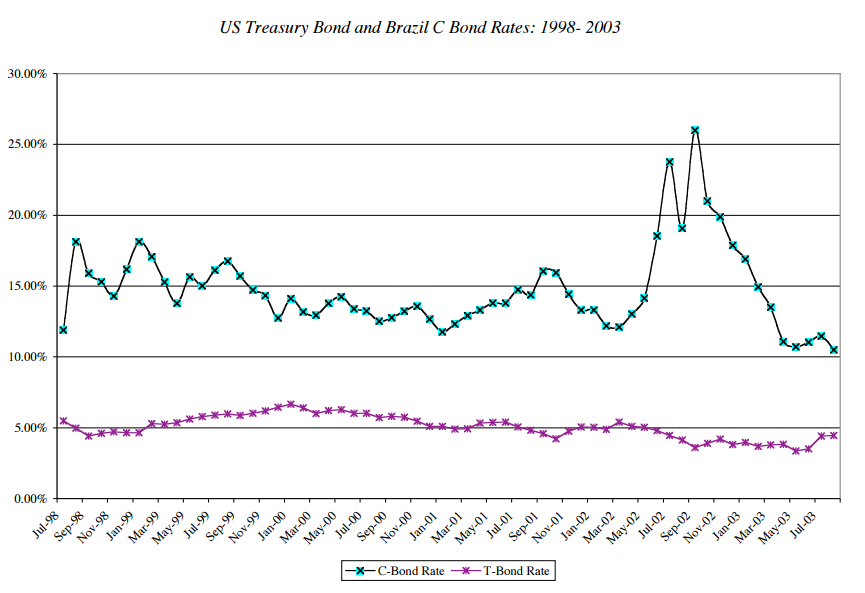 US Treasury Bond and Brazil C Bond Rates: 1998- 2003
30.00%
25.00%
20.00%
15.00%
10.00%
5.00%
0.00%
Jul-98
Sep-98
Nov-98
Jan-99
Mar-99
May-99
Jul-99
Sep-99
Nov-99
Jan-00
Mar-00
May-00
Jul-00
Sep-00
Nov-00
Jan-01
Mar-01
May-01
Jul-01
Sep-01
Nov-01
Jan-02
Mar-02
May-02
Jul-02
Sep-02
Nov-02
Jan-03
Mar-03
May-03
Jul-03
C-Bond Rate
T-Bond Rate